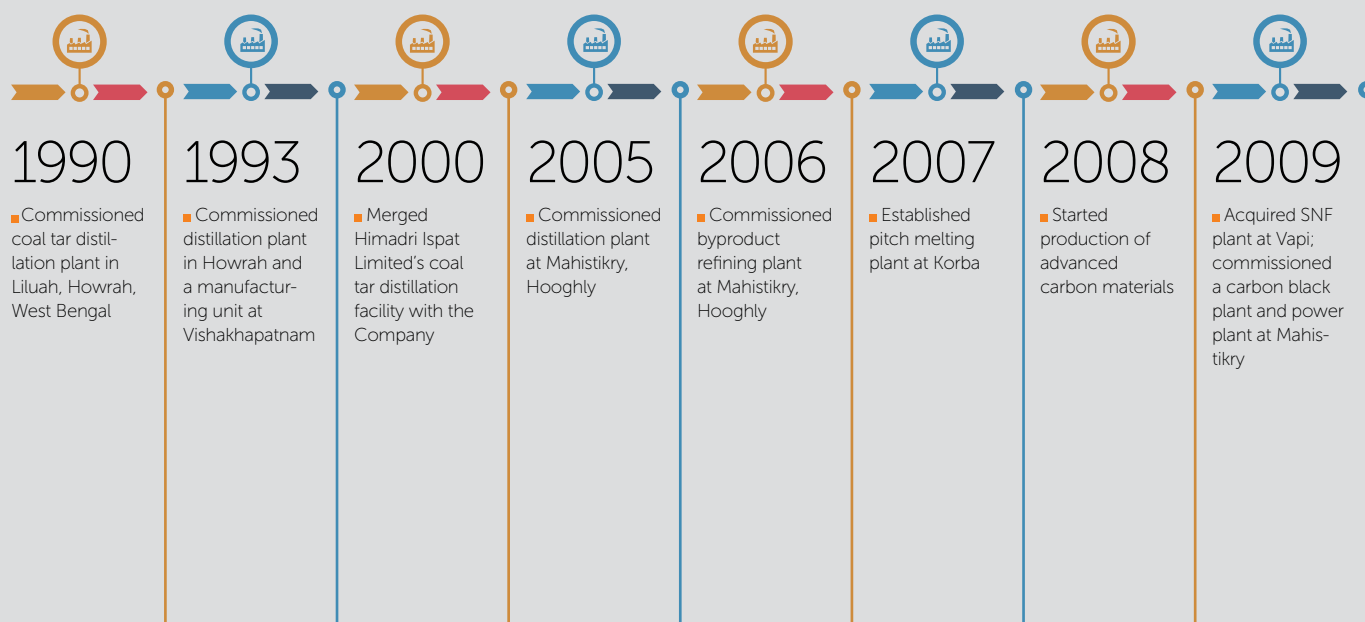 1990
Commissioned
coal tar distil-
lation plant in
Liluah, Howrah,
West Bengal
1993
Commissioned
distillation plant
in Howrah and
a manufactur-
ing unit at
Vishakhapatnam
2000
Merged
Himadri Ispat
Limited’s coal
tar distillation
facility with the
Company
2005
Commissioned
distillation plant
at Mahistikry,
Hooghly
2006
Commissioned
byproduct
refining plant
at Mahistikry,
Hooghly
2007
Established
pitch melting
plant at Korba
2008
Started
production of
advanced
carbon materials
2009
Acquired SNF
plant at Vapi;
commissioned
a carbon black
plant and power
plant at Mahis-
tikry